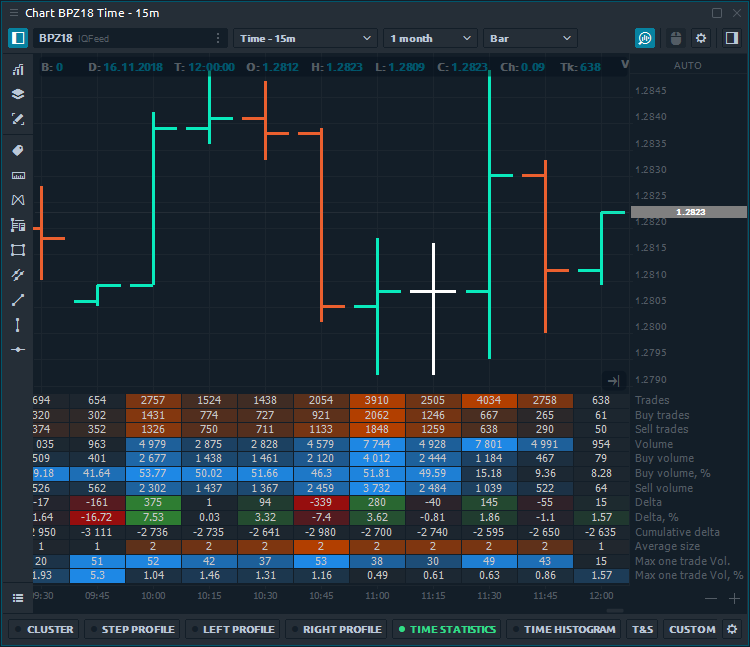 Chart BPZ18 Time - 15m
BPZ18 IQFeed Time - 15m 1 month Bar
B: 0 D: 16.11.2018 T: 12:00:00 O: 1.2812 H: 1.2823 L: 1.2809 C: 1.2823 Ch: 0.09 Tk: 638 V AUTO
1.2845
1.2840
1.2835
1.2830
1.2825
1.2823
1.2820
1.2815
1.2810
1.2805
1.2800
1.2795
1.2790
694 654 2757 1524 1438 2054 3910 2505 4034 2758 638 Trades
320 302 1431 774 727 921 2062 1246 667 265 61 Buy trades
374 352 1326 750 711 1133 1848 1259 638 290 50 Sell trades
035 963 4 979 2 875 2 828 4 579 7 744 4 928 7 801 4 991 954 Volume
509 401 2 677 1 438 1 461 2 120 4 012 2 444 1 184 467 79 Buy volume
9.18 41.64 53.77 50.02 51.66 46.3 51.81 49.59 15.18 9.36 8.28 Buy volume, %
526 562 2 302 1 437 1 367 2 459 3 732 2 484 1 039 522 64 Sell volume
-17 -161 375 1 94 -339 280 -40 145 -55 15 Delta
1.64 -16.72 7.53 0.03 3.32 -7.4 3.62 -0.81 1.86 -1.1 1.57 Delta, %
2 950 -3 111 -2 736 -2 735 -2 641 -2 980 -2 700 -2 740 -2 595 -2 650 -2 635 Cumulative delta
1 1 2 2 2 2 2 2 2 2 1 Average size
20 51 52 42 37 53 38 30 49 43 15 Max one trade Vol.
1.93 5.3 1.04 1.46 1.31 1.16 0.49 0.61 0.63 0.86 1.57 Max one trade Vol, %
09:30 09:45 10:00 10:15 10:30 10:45 11:00 11:15 11:30 11:45 12:00
CLUSTER STEP PROFILE LEFT PROFILE RIGHT PROFILE TIME STATISTICS TIME HISTOGRAM T&S CUSTOM